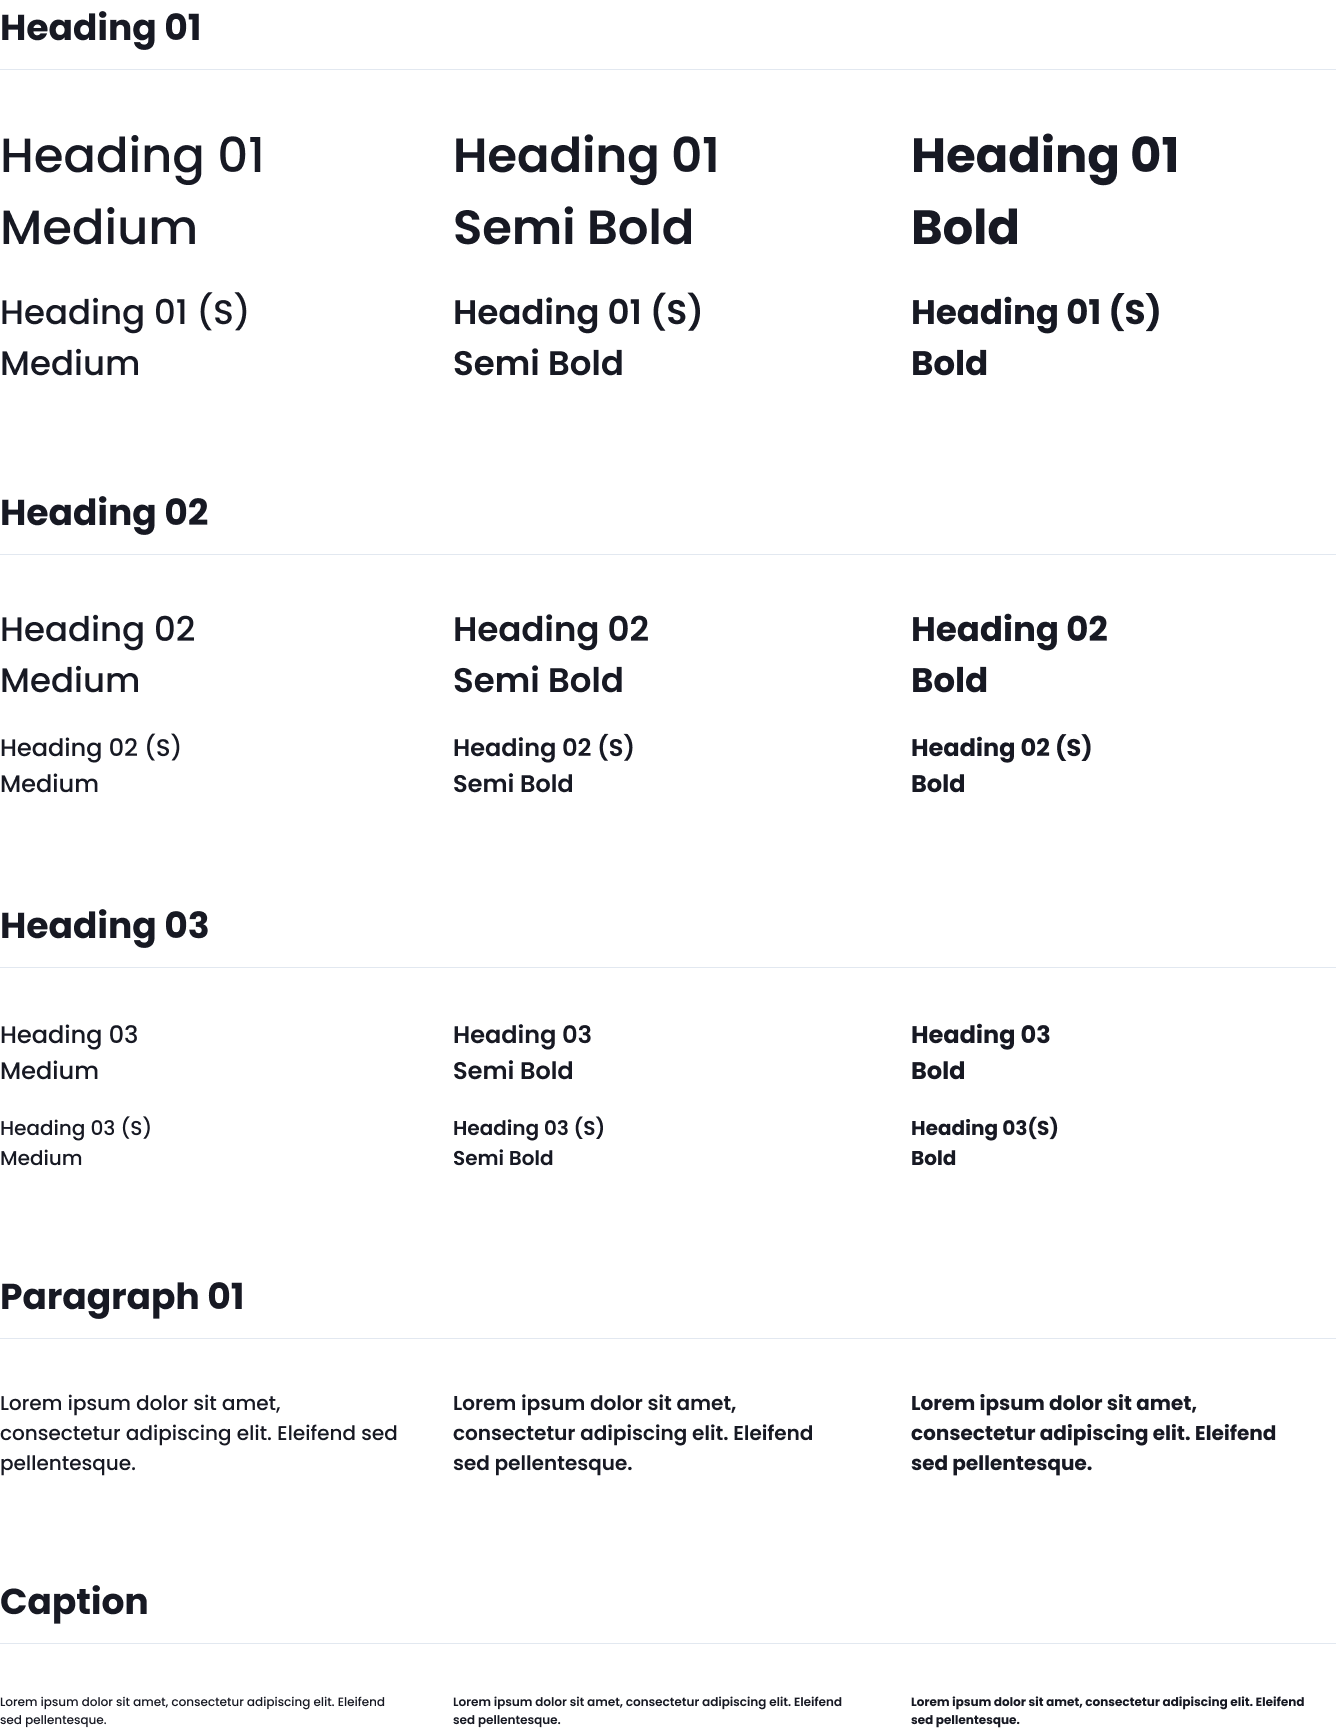 Heading 01
Heading 01
Medium
Heading 01
Semi Bold
Heading 01
Bold
Heading 01 (S)
Medium
Heading 01 (S)
Semi Bold
Heading 01 (S)
Bold
Heading 02
Heading 02
Medium
Heading 02
Semi Bold
Heading 02
Bold
Heading 02 (S)
Medium
Heading 02 (S)
Semi Bold
Heading 02 (S)
Bold
Heading 03
Heading 03
Medium
Heading 03
Semi Bold
Heading 03
Bold
Heading 03 (S)
Medium
Heading 03 (S)
Semi Bold
Heading 03(S)
Bold
Paragraph 01
Lorem ipsum dolor sit amet,
consectetur adipiscing elit. Eleifend sed
pellentesque.
Lorem ipsum dolor sit amet,
consectetur adipiscing elit. Eleifend
sed pellentesque.
Lorem ipsum dolor sit amet,
consectetur adipiscing elit. Eleifend
sed pellentesque.
Caption
Lorem ipsum dolor sit amet, consectetur adipiscing elit. Eleifend
sed pellentesque.
Lorem ipsum dolor sit amet, consectetur adipiscing elit. Eleifend
sed pellentesque.
Lorem ipsum dolor sit amet, consectetur adipiscing elit. Eleifend
sed pellentesque.